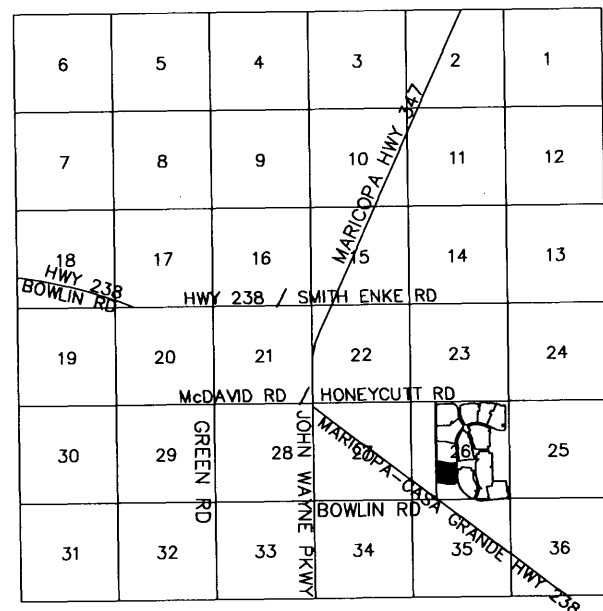 6 5 4 3 2 1
MARICOPA HWY 347
7 8 9 10 11 12
18 17 16 15 14 13
HWY 238
BOWLIN RD
HWY 238 / SMITH ENKE RD
19 20 21 22 23 24
McDAVID RD / HONEYCUTT RD
30 29 28 27 26 25
GREEN RD
JOHN WAYNE PKWY
MARICOPA-CASA GRANDE HWY 238
BOWLIN RD
31 32 33 34 35 36